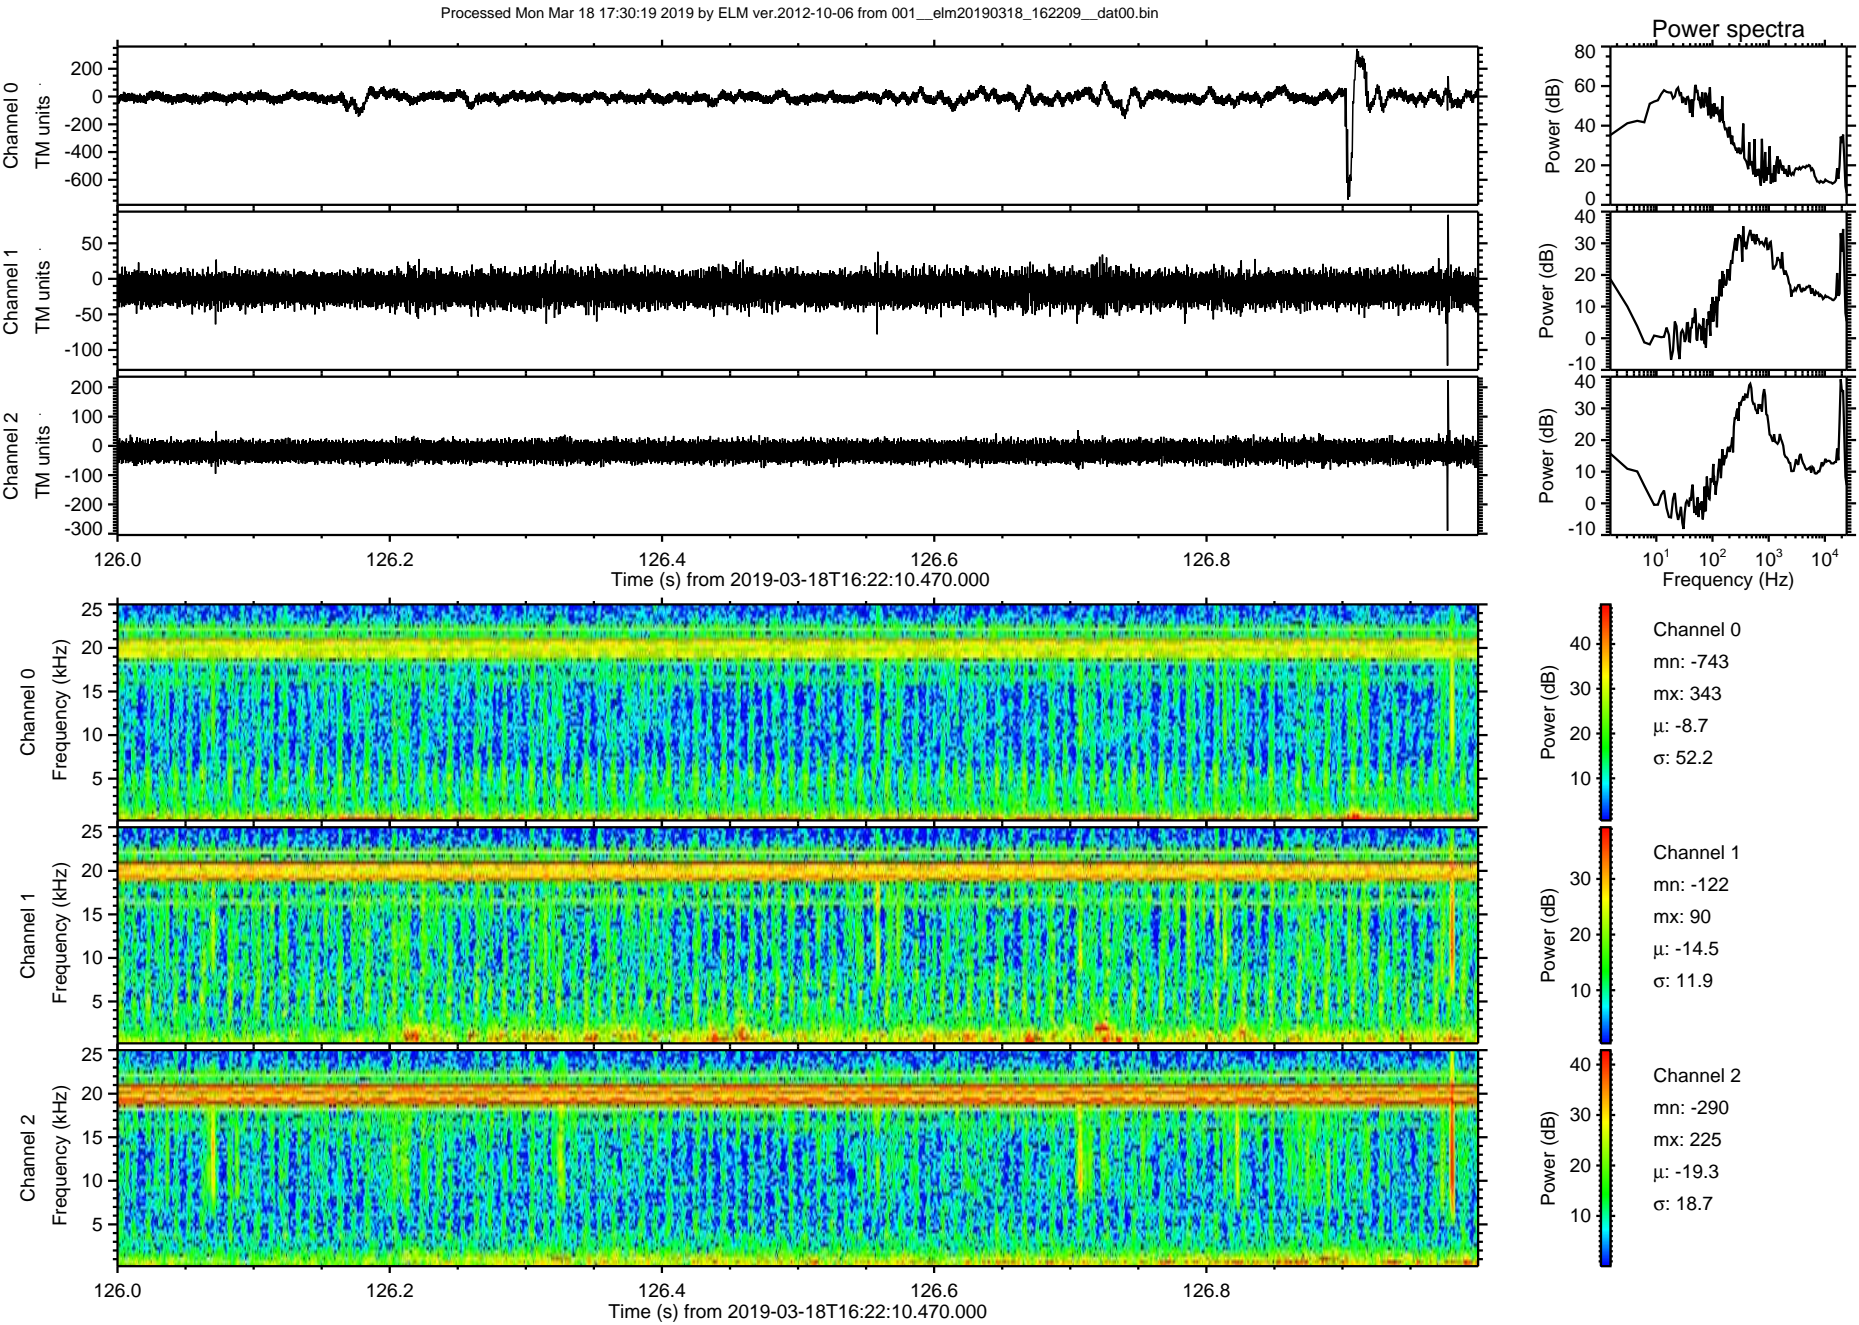 Processed Mon Mar 18 17:30:19 2019 by ELM ver.2012-10-06 from 001__elm20190318_162209__dat00.bin
Power spectra
Channel 0
TM units
200
0
-200
-400
-600
Power (dB)
80
60
40
20
0
Channel 1
TM units
50
0
-50
-100
Power (dB)
40
30
20
10
0
-10
Channel 2
TM units
200
100
0
-100
-200
-300
Power (dB)
40
30
20
10
0
-10
126.0 126.2 126.4 126.6 126.8
Time (s) from 2019-03-18T16:22:10.470.000
10^1 10^2 10^3 10^4
Frequency (Hz)
Channel 0
Frequency (kHz)
25
20
15
10
5
Power (dB)
40
30
20
10
Channel 0
mn: -743
mx: 343
μ: -8.7
σ: 52.2
Channel 1
Frequency (kHz)
25
20
15
10
5
Power (dB)
30
20
10
Channel 1
mn: -122
mx: 90
μ: -14.5
σ: 11.9
Channel 2
Frequency (kHz)
25
20
15
10
5
Power (dB)
40
30
20
10
Channel 2
mn: -290
mx: 225
μ: -19.3
σ: 18.7
126.0 126.2 126.4 126.6 126.8
Time (s) from 2019-03-18T16:22:10.470.000